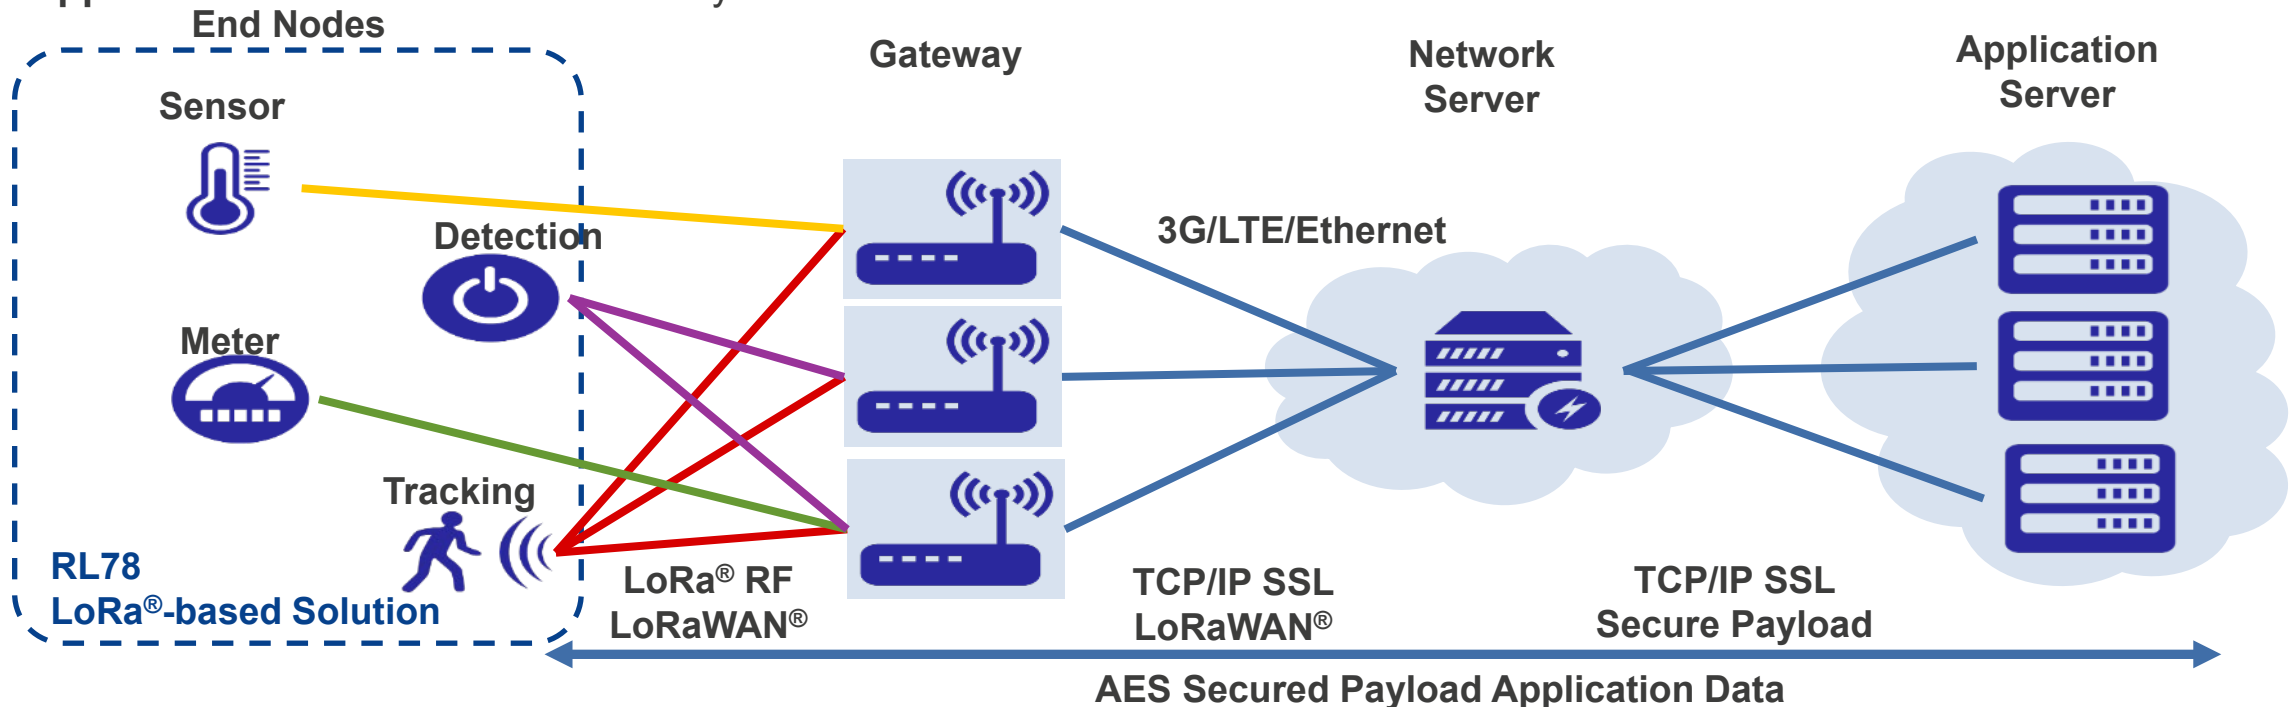 End Nodes
Gateway
Network
Server
Application
Server
Sensor
Detection
3G/LTE/Ethernet
Meter
Tracking
RL78
LoRa®-based Solution
LoRa® RF
LoRaWAN®
TCP/IP SSL
LoRaWAN®
TCP/IP SSL
Secure Payload
AES Secured Payload Application Data